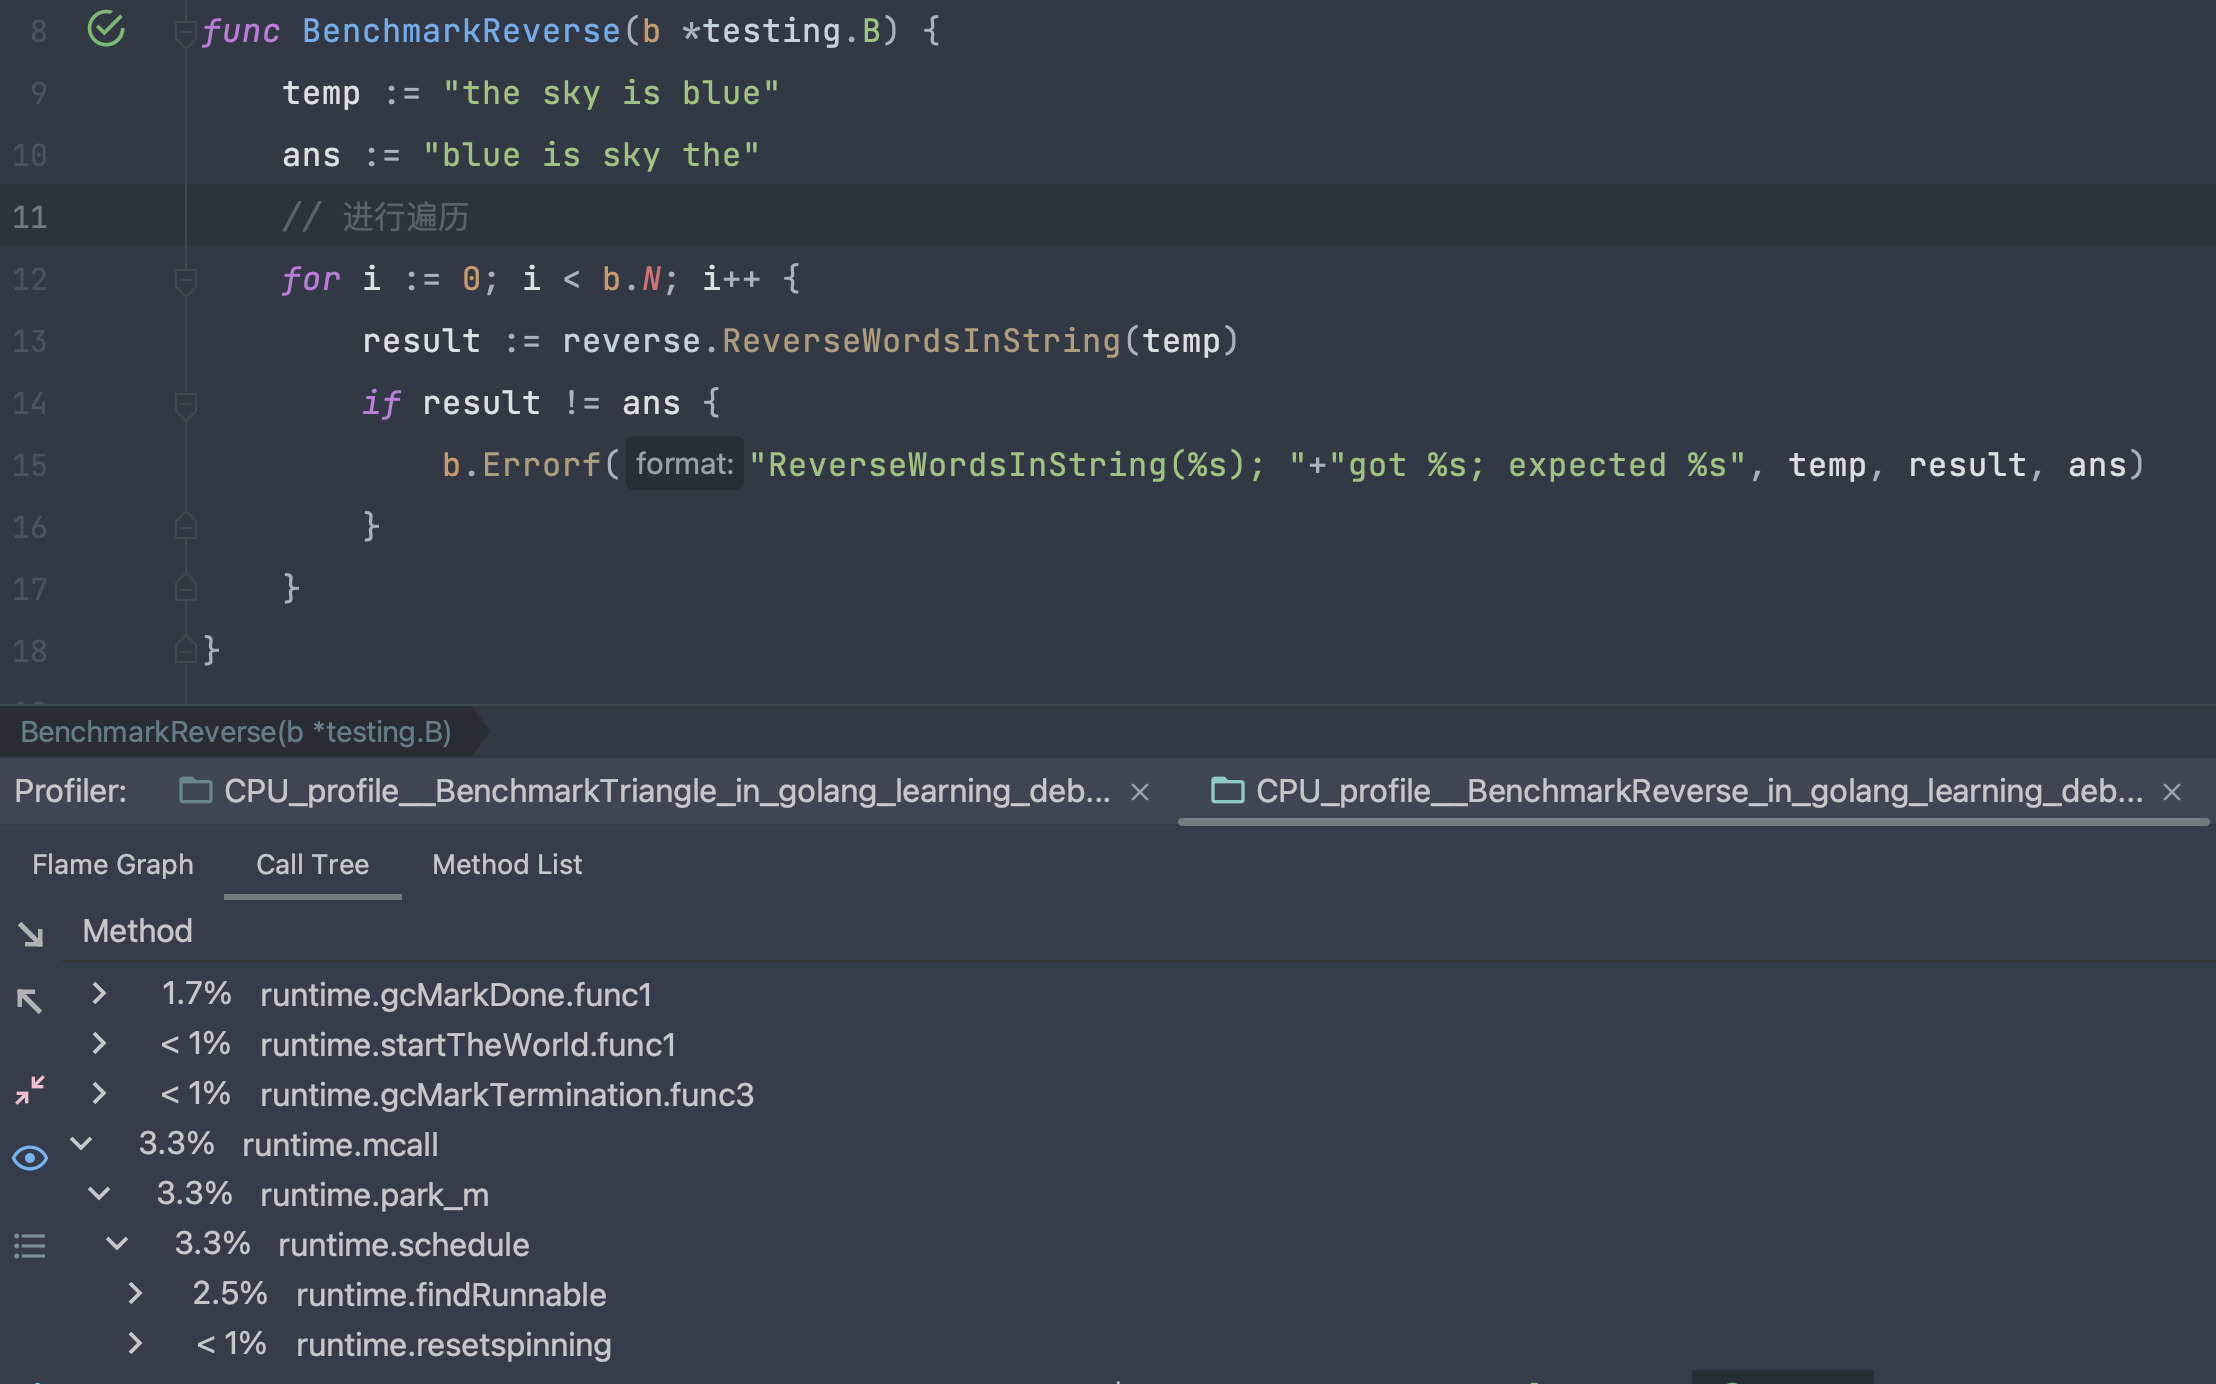 8 func BenchmarkReverse(b *testing.B) {
9 temp := "the sky is blue"
10 ans := "blue is sky the"
11 // 进行遍历
12 for i := 0; i < b.N; i++ {
13 result := reverse.ReverseWordsInString(temp)
14 if result != ans {
15 b.Errorf( format: "ReverseWordsInString(%s); "+"got %s; expected %s", temp, result, ans)
16 }
17 }
18 }
BenchmarkReverse(b *testing.B)
Profiler: CPU_profile__BenchmarkTriangle_in_golang_learning_deb... × CPU_profile__BenchmarkReverse_in_golang_learning_deb... ×
Flame Graph Call Tree Method List
Method
1.7% runtime.gcMarkDone.func1
< 1% runtime.startTheWorld.func1
< 1% runtime.gcMarkTermination.func3
3.3% runtime.mcall
3.3% runtime.park_m
3.3% runtime.schedule
2.5% runtime.findRunnable
< 1% runtime.resetspinning